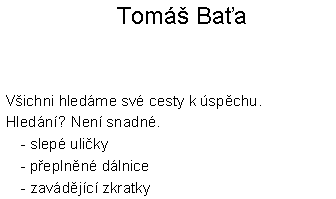 Tomáš Baťa
Všichni hledáme své cesty k úspěchu.
Hledání? Není snadné.
- slepé uličky
- přeplněné dálnice
- zavádějící zkratky